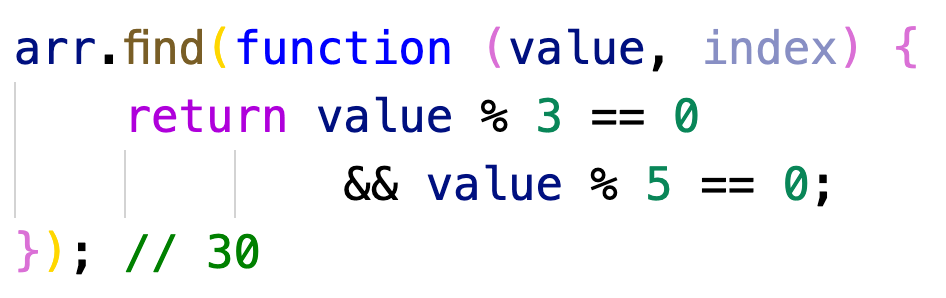 arr.find(function (value, index) {
    return value % 3 == 0
            && value % 5 == 0;
}); // 30